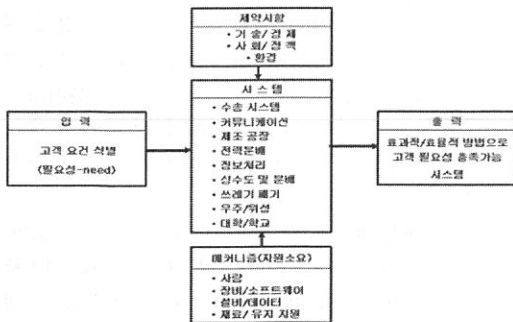 제약사항
• 기 술/ 경 제
• 사 회/ 정 책
• 환경
입 력
고객 요건 식별
(필요성-need)
시 스 템
• 수송 시스템
• 커뮤니케이션
• 제조 공장
• 전력분배
• 정보처리
• 상수도 및 분배
• 쓰레기 폐기
• 우주/위성
• 대학/학교
출 력
효과적/효율적 방법으로
고객 필요성 충족가능
시스템
메커니즘(자원소요)
• 사람
• 장비/소프트웨어
• 설비/데이터
• 재료/ 유지 지원